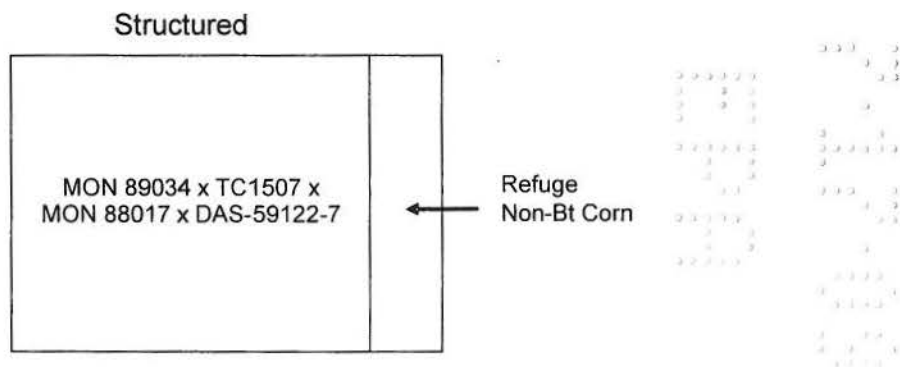 Structured
MON 89034 x TC1507 x
MON 88017 x DAS-59122-7
Refuge
Non-Bt Corn